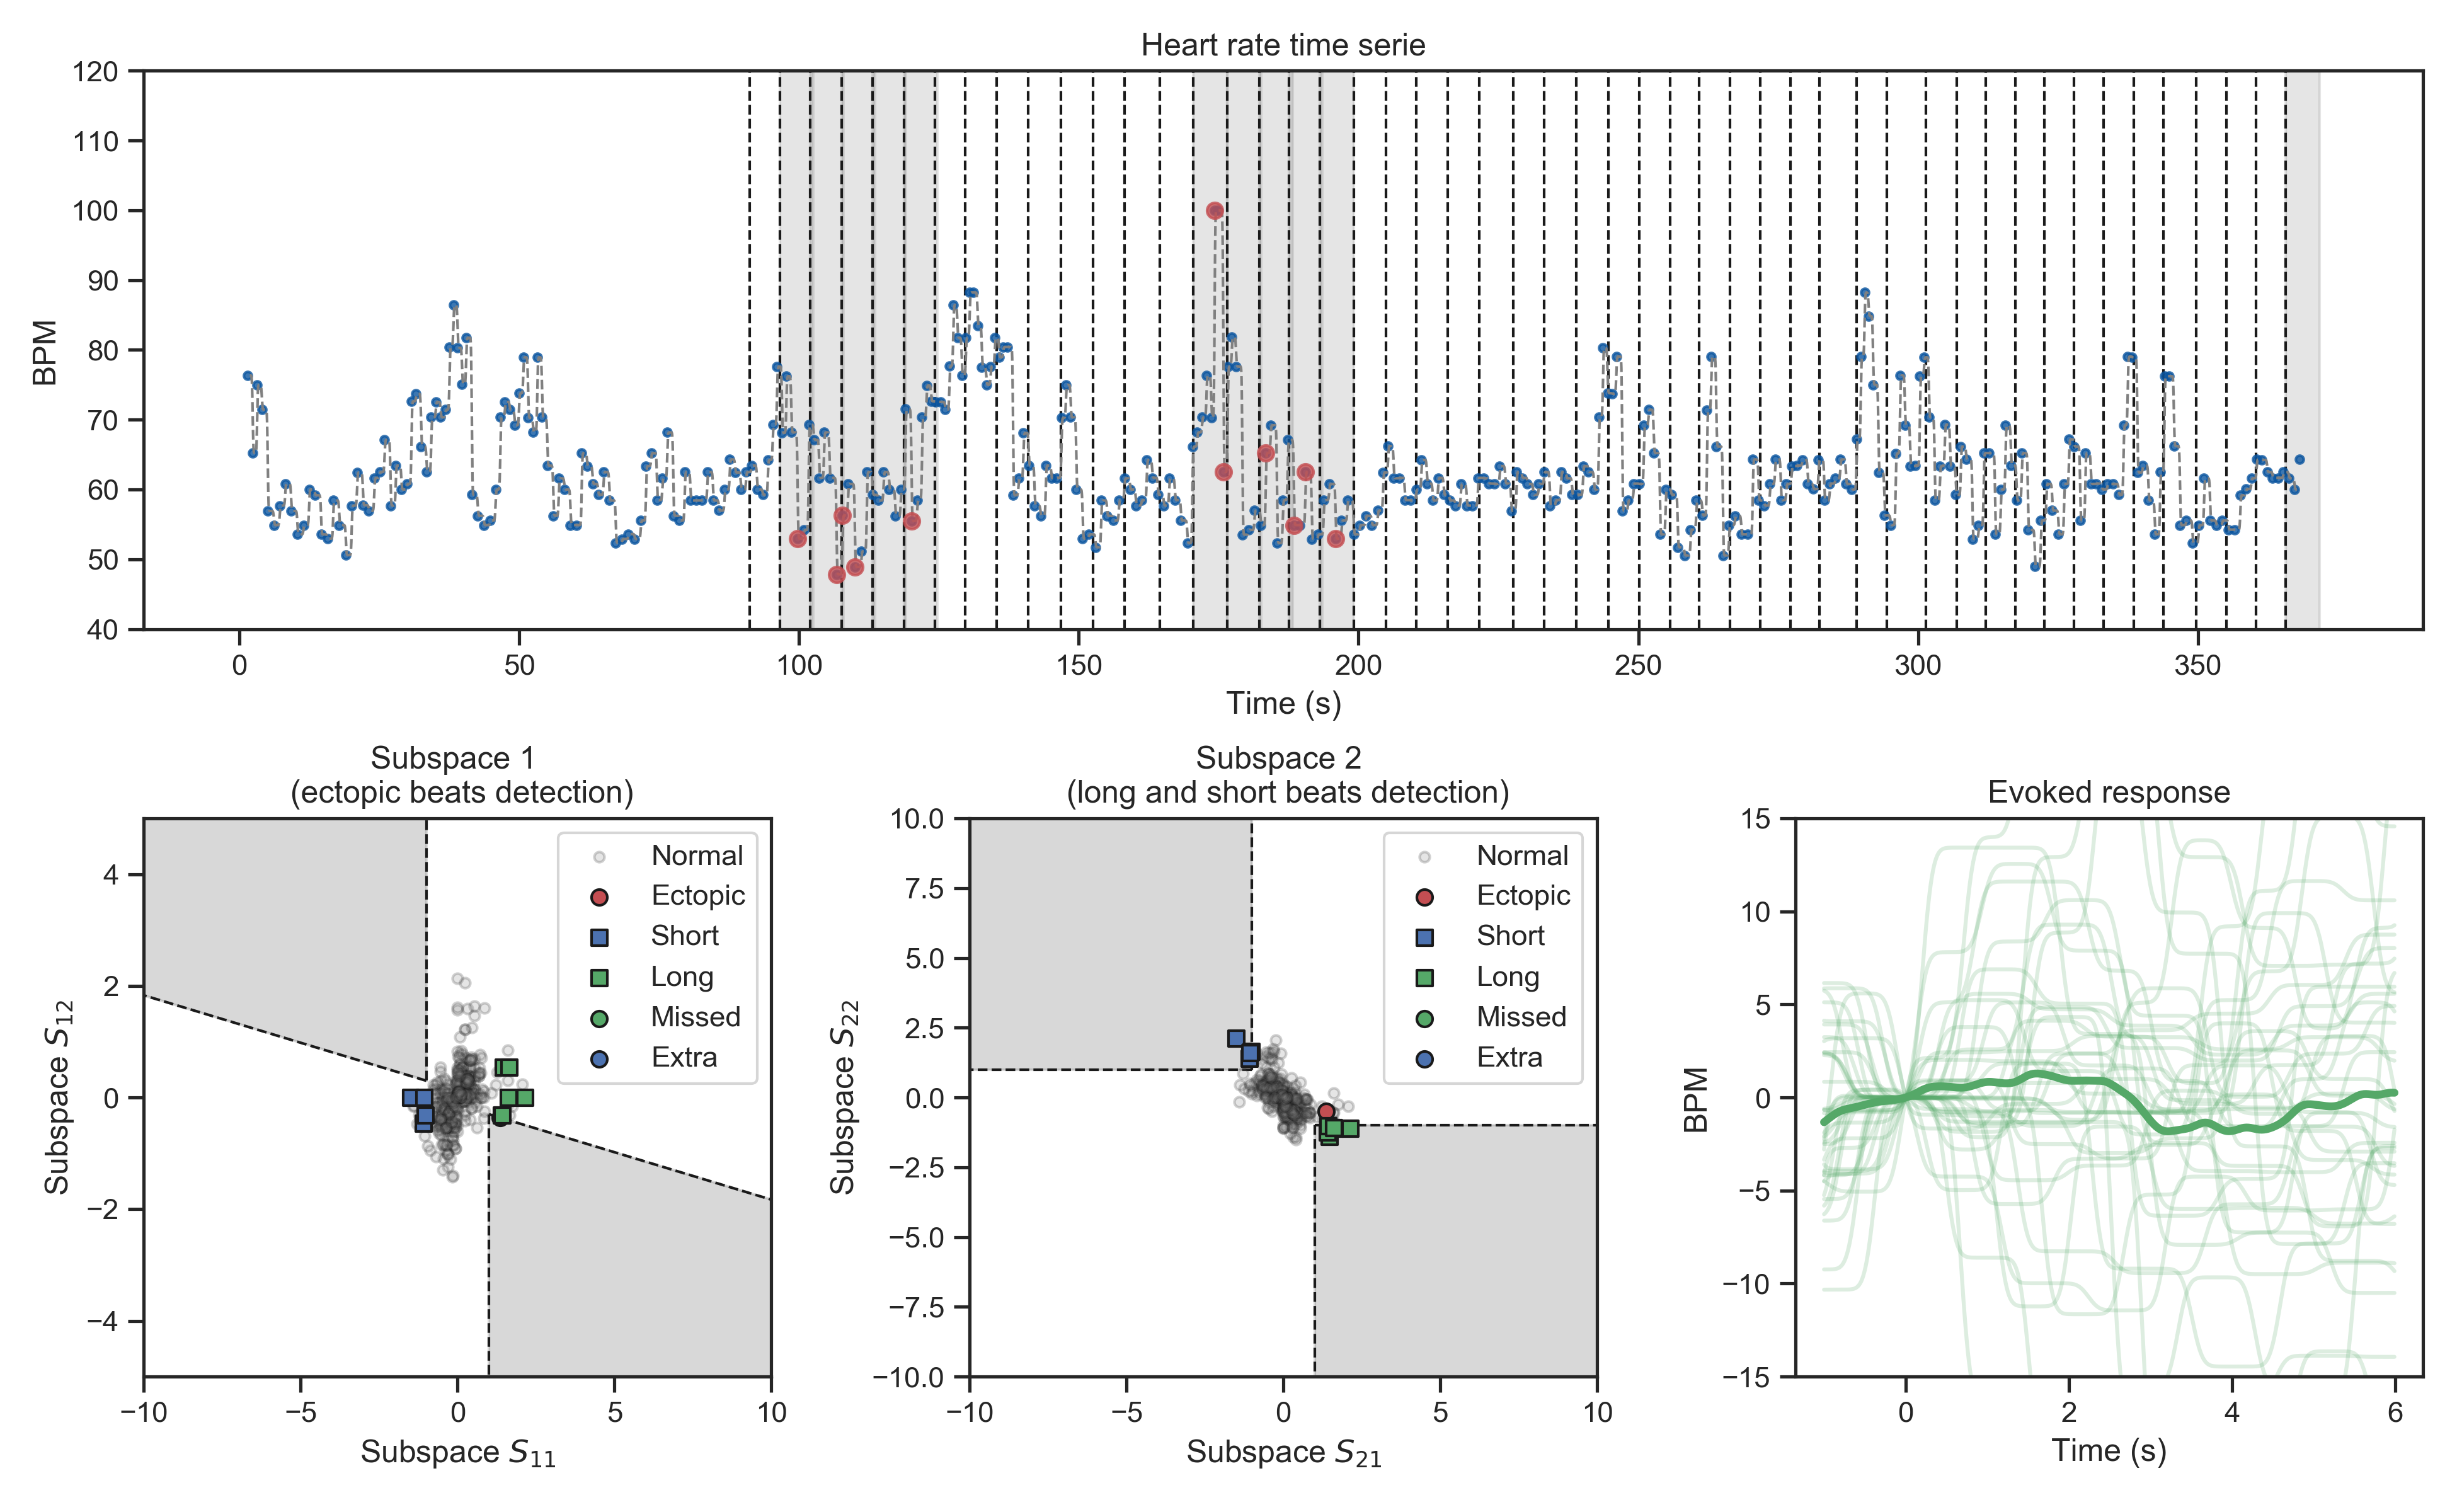 Heart rate time serie
120
110
100
90
80
70
60
50
40
BPM
0 50 100 150 200 250 300 350
Time (s)
Subspace 1
(ectopic beats detection)
4
2
0
−2
−4
Subspace S12
Normal
Ectopic
Short
Long
Missed
Extra
−10 −5 0 5 10
Subspace S11
Subspace 2
(long and short beats detection)
10.0
7.5
5.0
2.5
0.0
−2.5
−5.0
−7.5
−10.0
Subspace S22
Normal
Ectopic
Short
Long
Missed
Extra
−10 −5 0 5 10
Subspace S21
Evoked response
15
10
5
0
−5
−10
−15
BPM
0 2 4 6
Time (s)